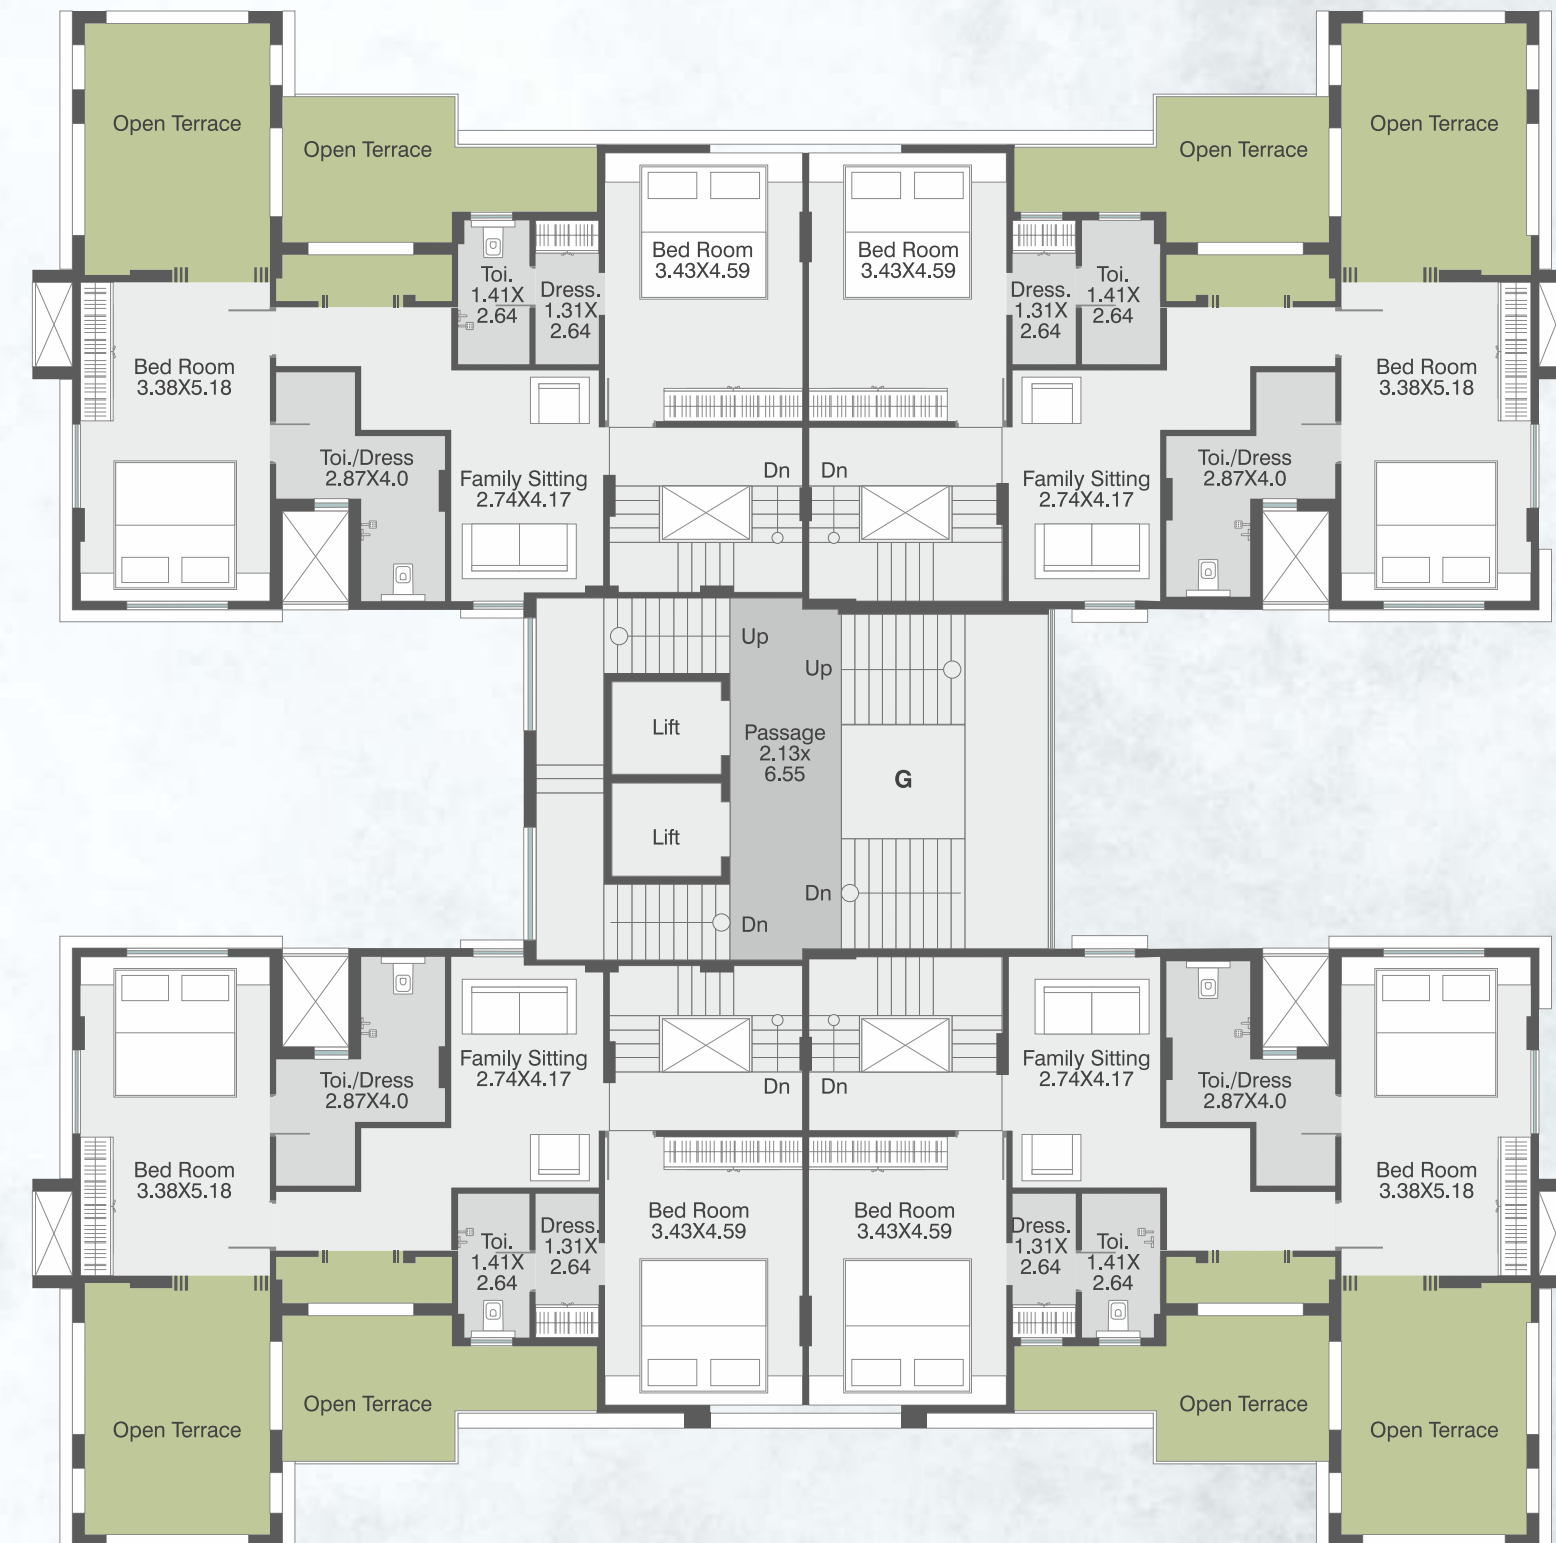 Open Terrace
Open Terrace
Open Terrace
Open Terrace
Bed Room
3.43X4.59
Bed Room
3.43X4.59
Toi.
1.41X
2.64
Dress.
1.31X
2.64
Dress.
1.31X
2.64
Toi.
1.41X
2.64
Bed Room
3.38X5.18
Bed Room
3.38X5.18
Toi./Dress
2.87X4.0
Family Sitting
2.74X4.17
Dn
Dn
Family Sitting
2.74X4.17
Toi./Dress
2.87X4.0
Up
Up
Lift
Passage
2.13x
6.55
G
Lift
Dn
Dn
Family Sitting
2.74X4.17
Dn
Dn
Family Sitting
2.74X4.17
Toi./Dress
2.87X4.0
Toi./Dress
2.87X4.0
Bed Room
3.38X5.18
Bed Room
3.38X5.18
Toi.
1.41X
2.64
Dress.
1.31X
2.64
Bed Room
3.43X4.59
Bed Room
3.43X4.59
Dress.
1.31X
2.64
Toi.
1.41X
2.64
Open Terrace
Open Terrace
Open Terrace
Open Terrace